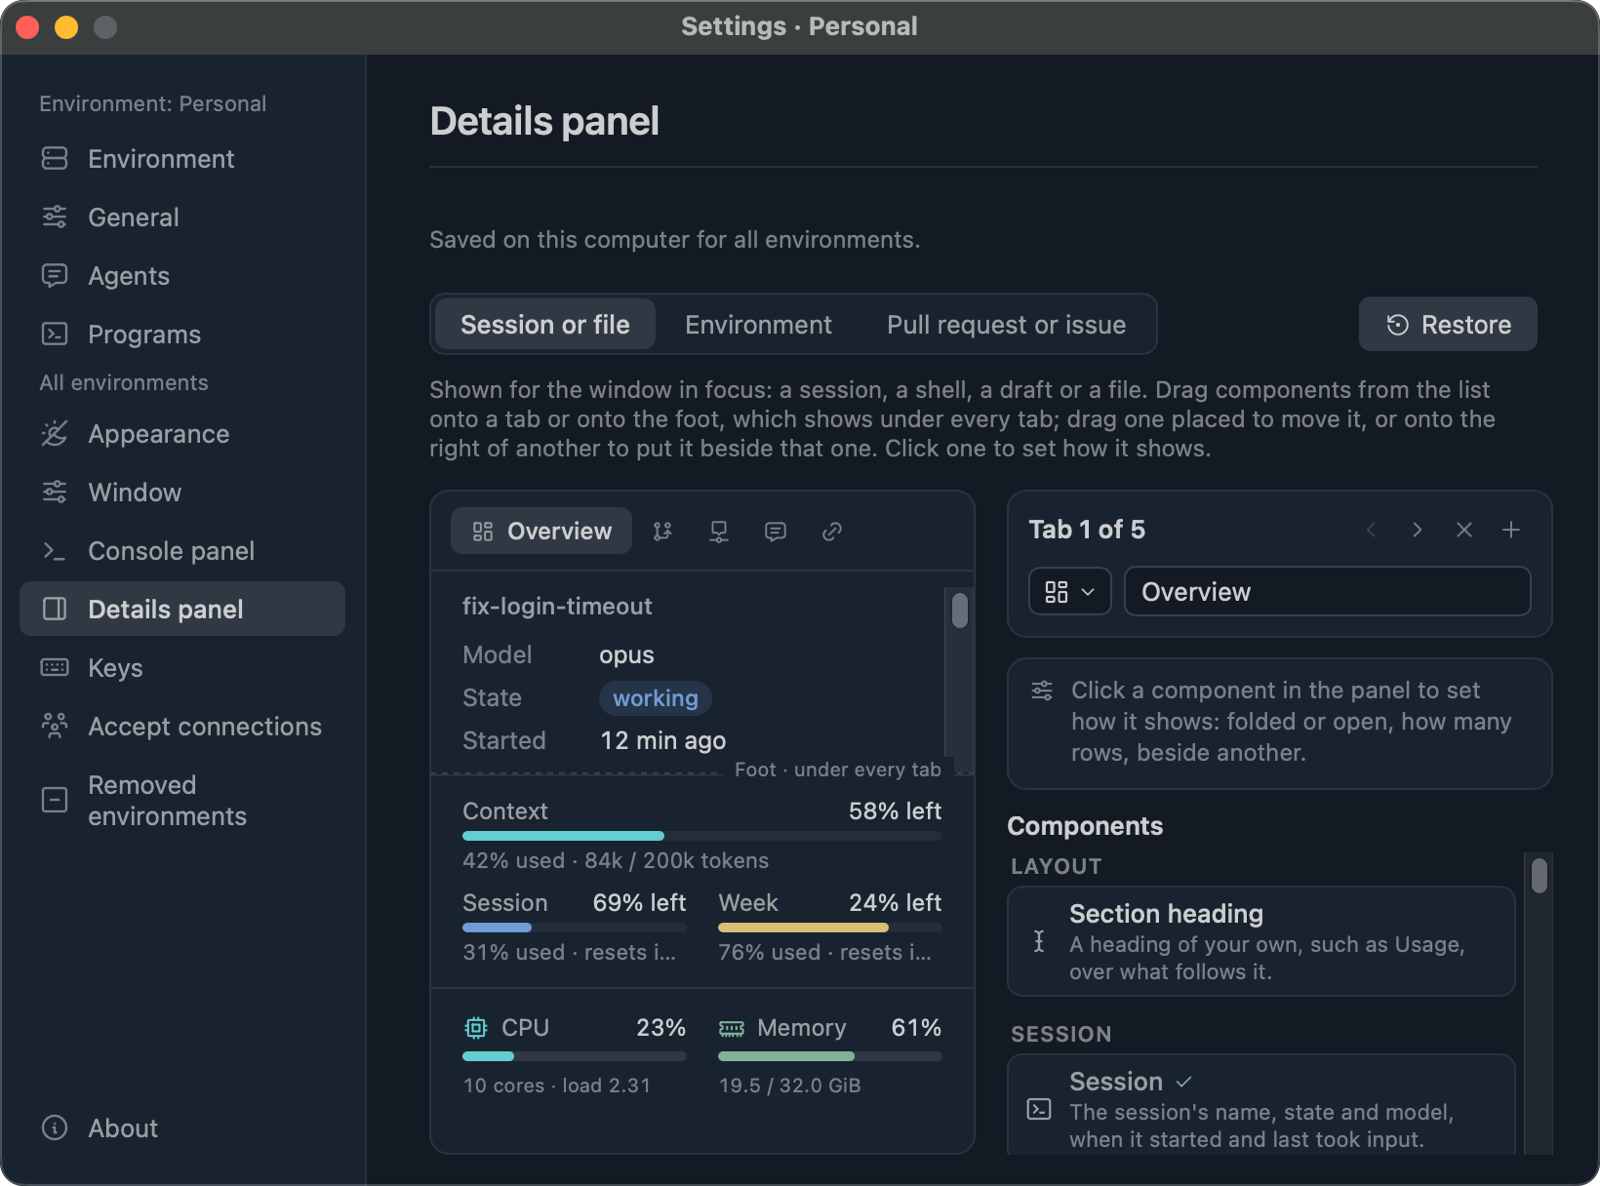 Settings · Personal
Environment: Personal
Environment
General
Agents
Programs
All environments
Appearance
Window
Console panel
Details panel
Keys
Accept connections
Removed
environments
About
Details panel
Saved on this computer for all environments.
Session or file
Environment
Pull request or issue
Restore
Shown for the window in focus: a session, a shell, a draft or a file. Drag components from the list
onto a tab or onto the foot, which shows under every tab; drag one placed to move it, or onto the
right of another to put it beside that one. Click one to set how it shows.
Overview
fix-login-timeout
Model opus
State working
Started 12 min ago
Foot · under every tab
Context 58% left
42% used · 84k / 200k tokens
Session 69% left Week 24% left
31% used · resets i... 76% used · resets i...
CPU 23% Memory 61%
10 cores · load 2.31 19.5 / 32.0 GiB
Tab 1 of 5
Overview
Click a component in the panel to set
how it shows: folded or open, how many
rows, beside another.
Components
LAYOUT
Section heading
A heading of your own, such as Usage,
over what follows it.
SESSION
Session
The session's name, state and model,
when it started and last took input.